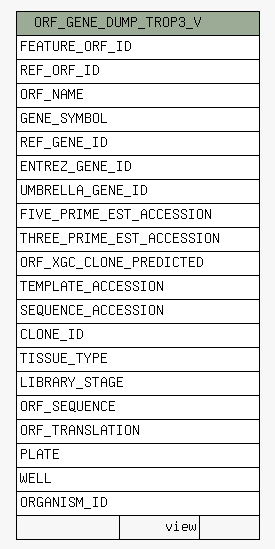 ORF_GENE_DUMP_TROP3_V
FEATURE_ORF_ID
REF_ORF_ID
ORF_NAME
GENE_SYMBOL
REF_GENE_ID
ENTREZ_GENE_ID
UMBRELLA_GENE_ID
FIVE_PRIME_EST_ACCESSION
THREE_PRIME_EST_ACCESSION
ORF_XGC_CLONE_PREDICTED
TEMPLATE_ACCESSION
SEQUENCE_ACCESSION
CLONE_ID
TISSUE_TYPE
LIBRARY_STAGE
ORF_SEQUENCE
ORF_TRANSLATION
PLATE
WELL
ORGANISM_ID
view